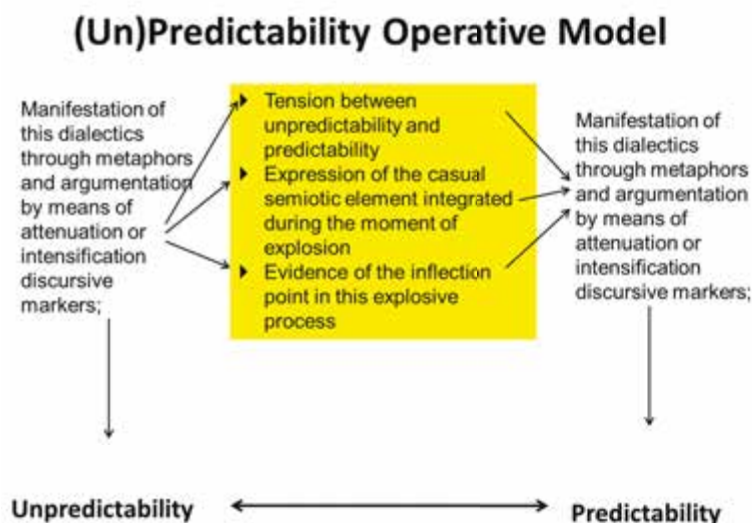 (Un)Predictability Operative Model
Manifestation of
this dialectics
through metaphors
and argumentation
by means of
attenuation or
intensification
discursive
markers;
Tension between
unpredictability and
predictability
Expression of the casual
semiotic element integrated
during the moment of
explosion
Evidence of the inflection
point in this explosive
process
Manifestation of
this dialectics
through metaphors
and argumentation
by means of
attenuation or
intensification
discursive markers;
Unpredictability
Predictability